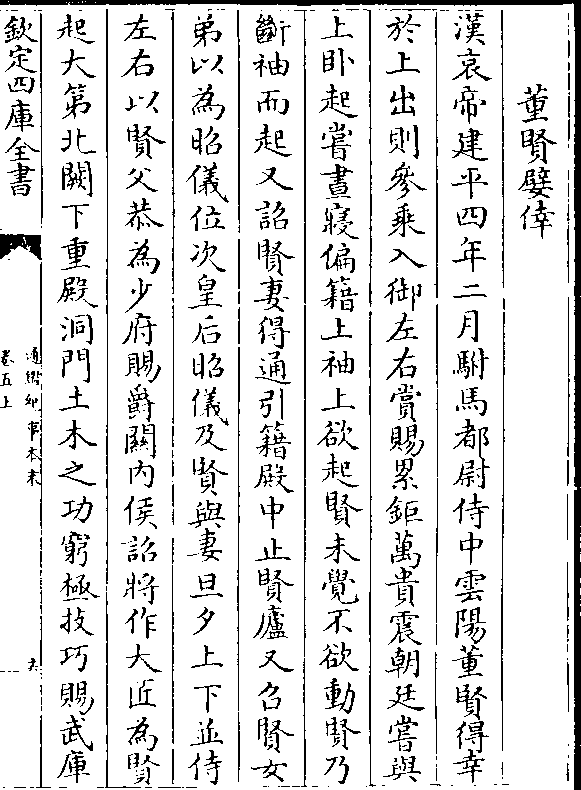 董賢嬖倖
漢哀帝建平四年二月駙馬都尉侍中雲陽董賢得幸
於上出則參乘入御左右賞賜累鉅萬貴震朝廷嘗與
上卧起嘗晝寢偏籍上袖上欲起賢未覺不欲動賢乃
斷袖而起又詔賢妻得通引籍殿中止賢廬又召賢女
弟以為昭儀位次皇后昭儀及賢與妻旦夕上下並侍
左右以賢父恭為少府賜爵關内侯詔將作大匠為賢
起大第北闕下重殿洞門土木之功窮極技巧賜武庫
欽定四庫全書
通鑑紀事本末
卷五上
九